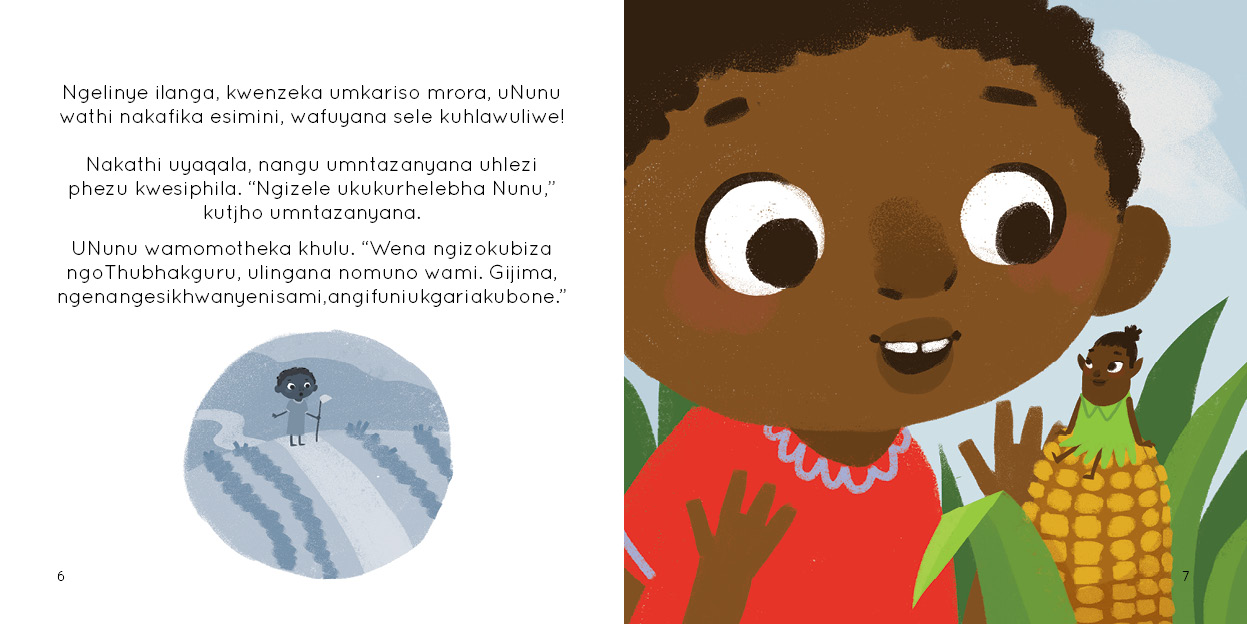 Ngelinye ilanga, kwenzeka umkariso mrora, uNunu
wathi nakafika esimini, wafuyana sele kuhlawuliwe!
Nakathi uyaqala, nangu umntazanyana uhlezi
phezu kwesiphila. “Ngizele ukukurhelebha Nunu,”
kutjho umntazanyana.
UNunu wamomotheka khulu. “Wena ngizokubiza
ngoThubhakguru, ulingana nomuno wami. Gijima,
ngenangesikhwanyenisami,angifuniukgariakubone.”
6
7